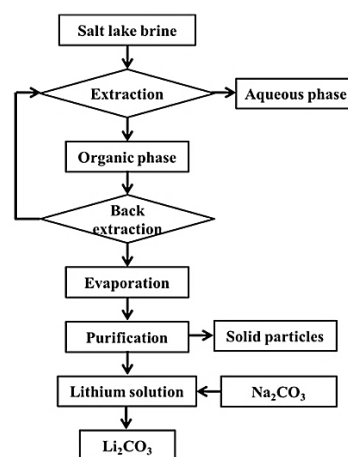 Salt lake brine
Extraction
Aqueous phase
Organic phase
Back
extraction
Evaporation
Purification
Solid particles
Lithium solution
Na₂CO₃
Li₂CO₃